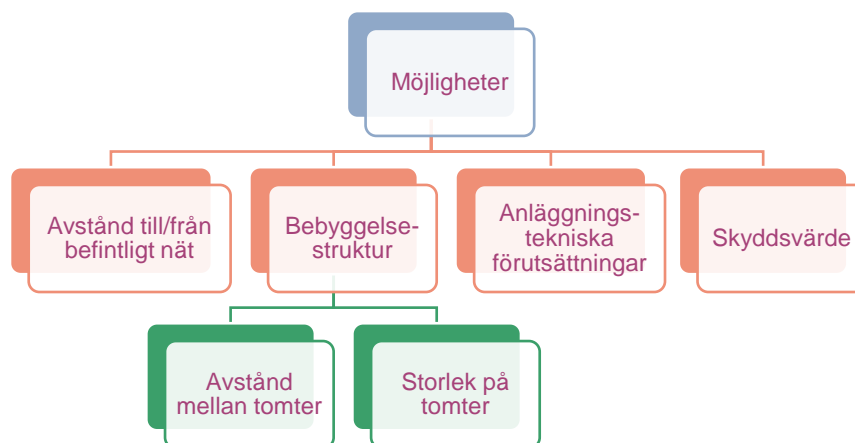 Möjligheter
Avstånd till/från
befintligt nät
Bebyggelse-
struktur
Anläggnings-
tekniska
förutsättningar
Skyddsvärde
Avstånd
mellan tomter
Storlek på
tomter